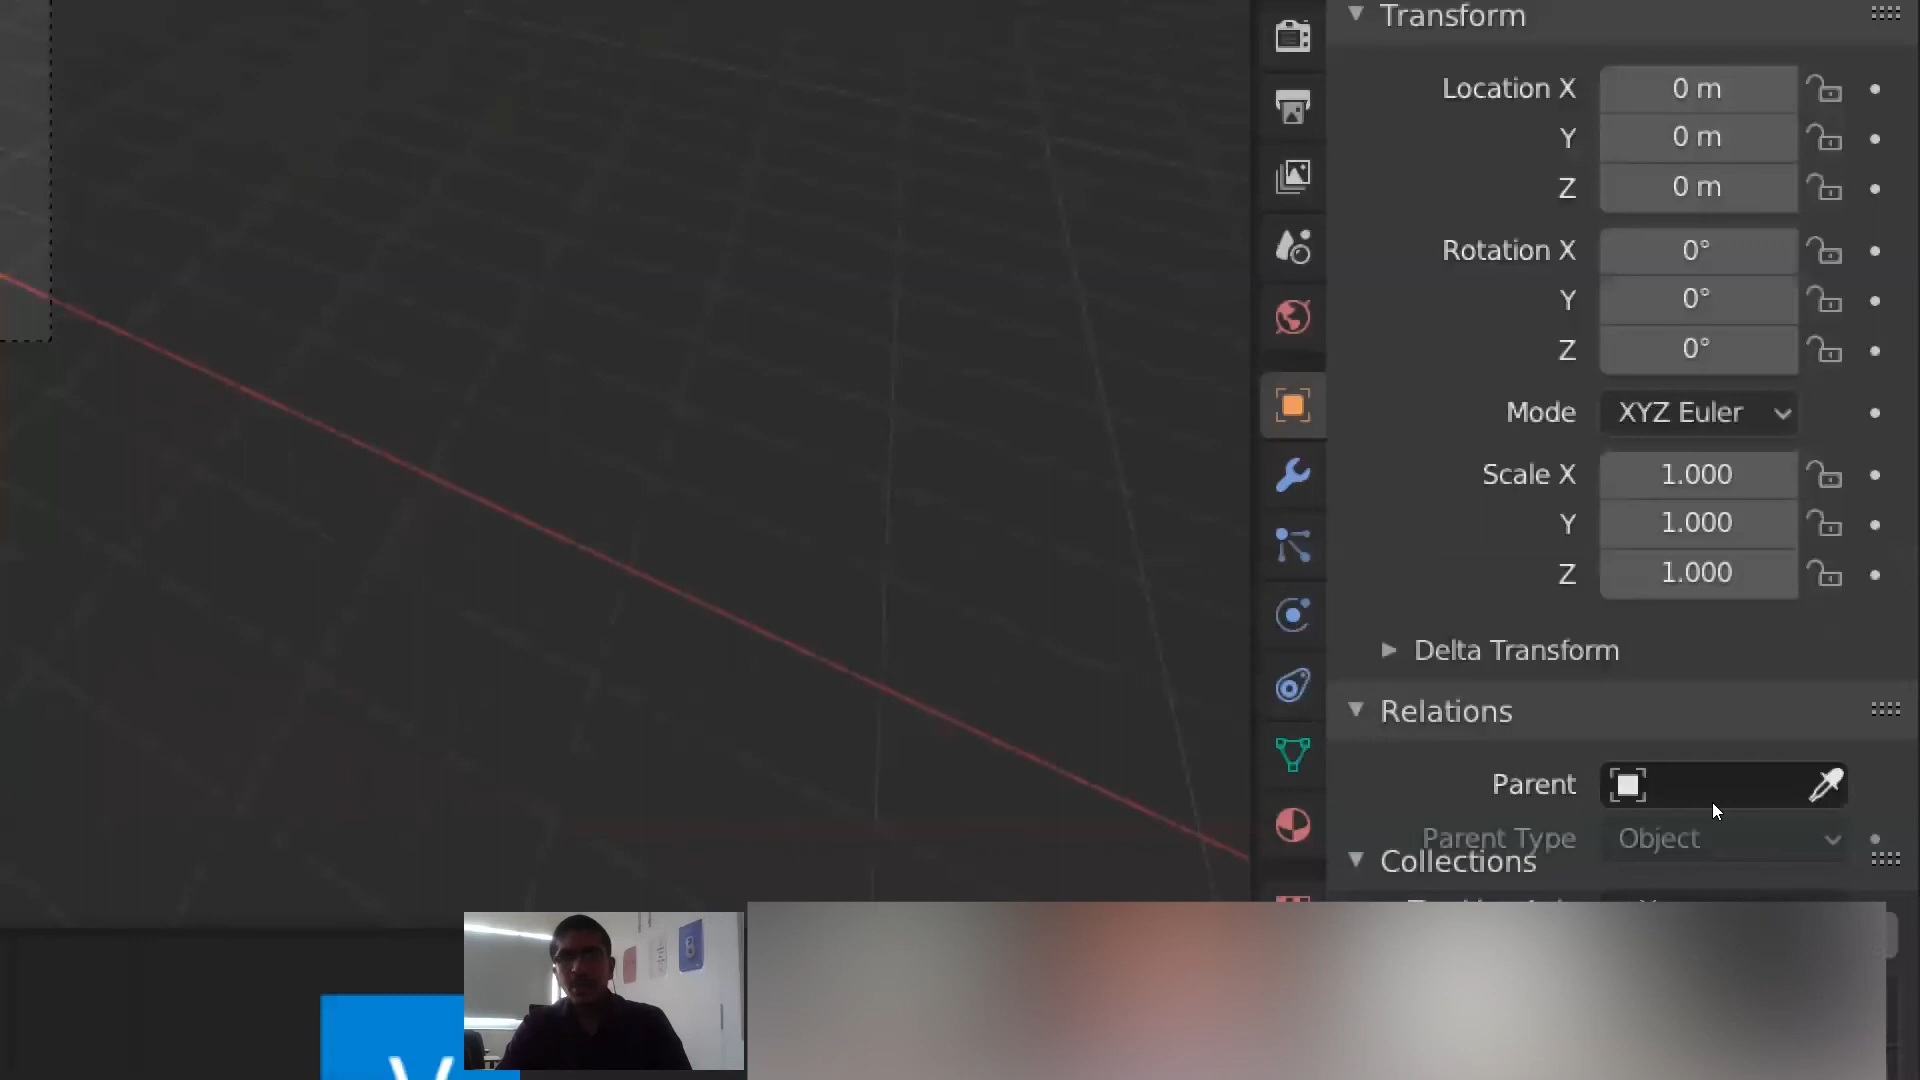 Transform
Location X 0 m
Y 0 m
Z 0 m
Rotation X 0°
Y 0°
Z 0°
Mode XYZ Euler
Scale X 1.000
Y 1.000
Z 1.000
Delta Transform
Relations
Parent
Parent Type Object
Collections